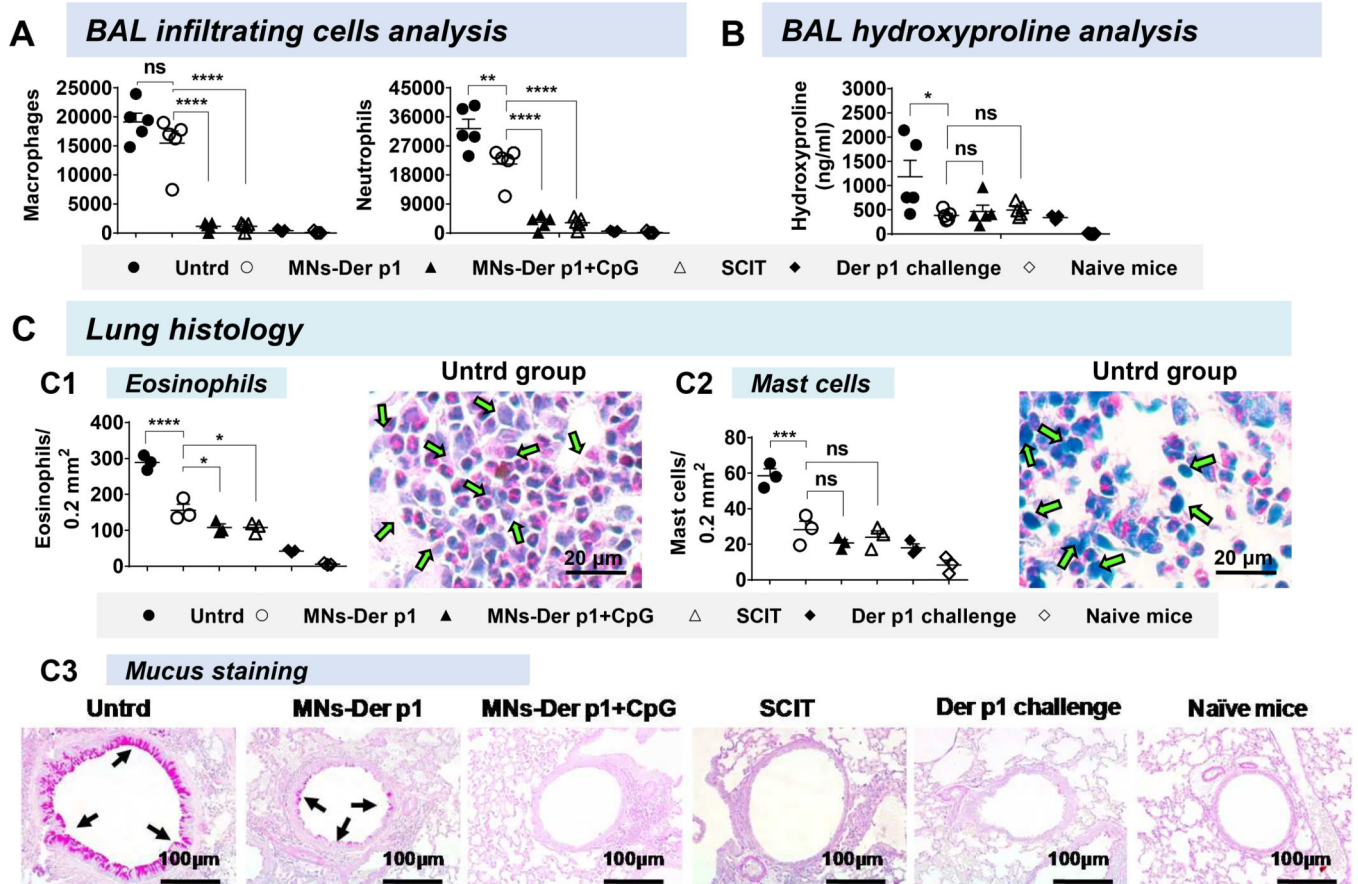 A BAL infiltrating cells analysis
Macrophages
25000
20000
15000
10000
5000
0
ns
****
****
Neutrophils
45000
36000
27000
18000
9000
0
**
****
****
B BAL hydroxyproline analysis
Hydroxyproline
(ng/ml)
3000
2500
2000
1500
1000
500
0
*
ns
ns
Untrd MNs-Der p1 MNs-Der p1+CpG SCIT Der p1 challenge Naive mice
C Lung histology
C1 Eosinophils
Eosinophils/
0.2 mm²
400
300
200
100
0
****
*
*
Untrd group
20 µm
C2 Mast cells
Mast cells/
0.2 mm²
80
60
40
20
0
***
ns
ns
Untrd group
20 µm
Untrd MNs-Der p1 MNs-Der p1+CpG SCIT Der p1 challenge Naive mice
C3 Mucus staining
Untrd MNs-Der p1 MNs-Der p1+CpG SCIT Der p1 challenge Naïve mice
100µm 100µm 100µm 100µm 100µm 100µm